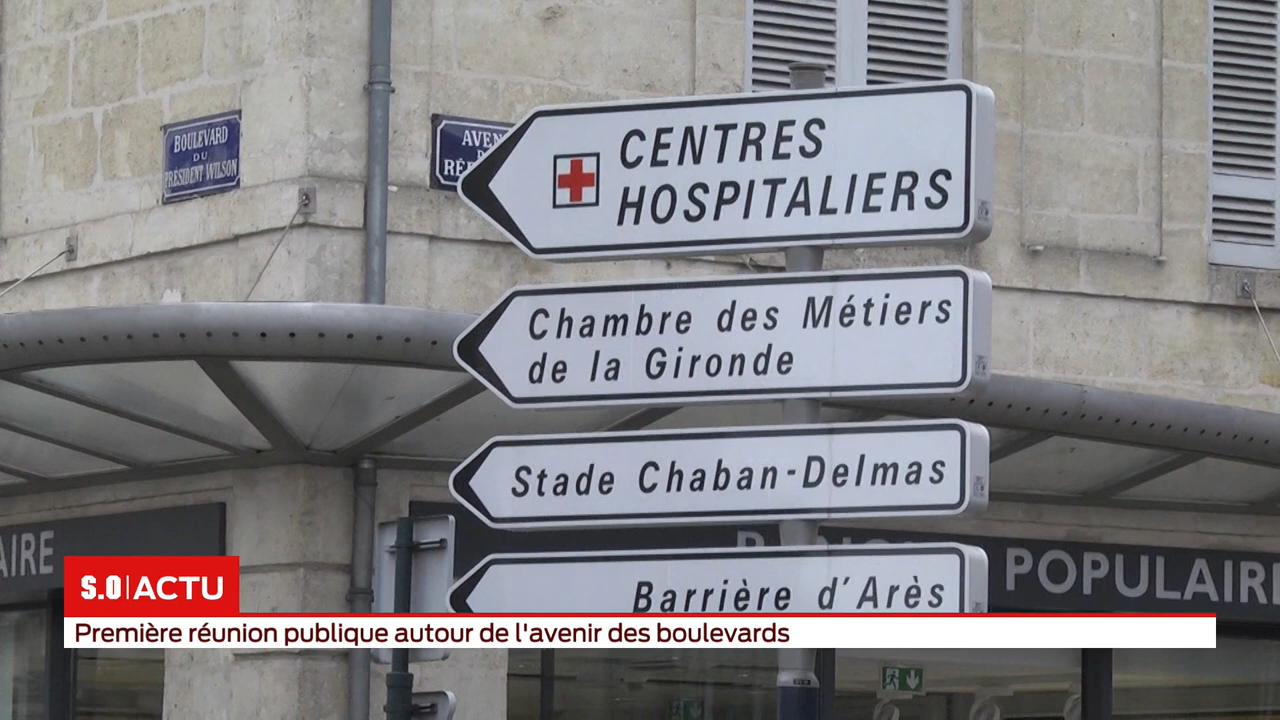 BOULEVARD
DU
PRÉSIDENT WILSON
CENTRES
HOSPITALIERS
Chambre des Métiers
de la Gironde
Stade Chaban-Delmas
Barrière d'Arès
POPULAIRE
S.O ACTU
Première réunion publique autour de l'avenir des boulevards